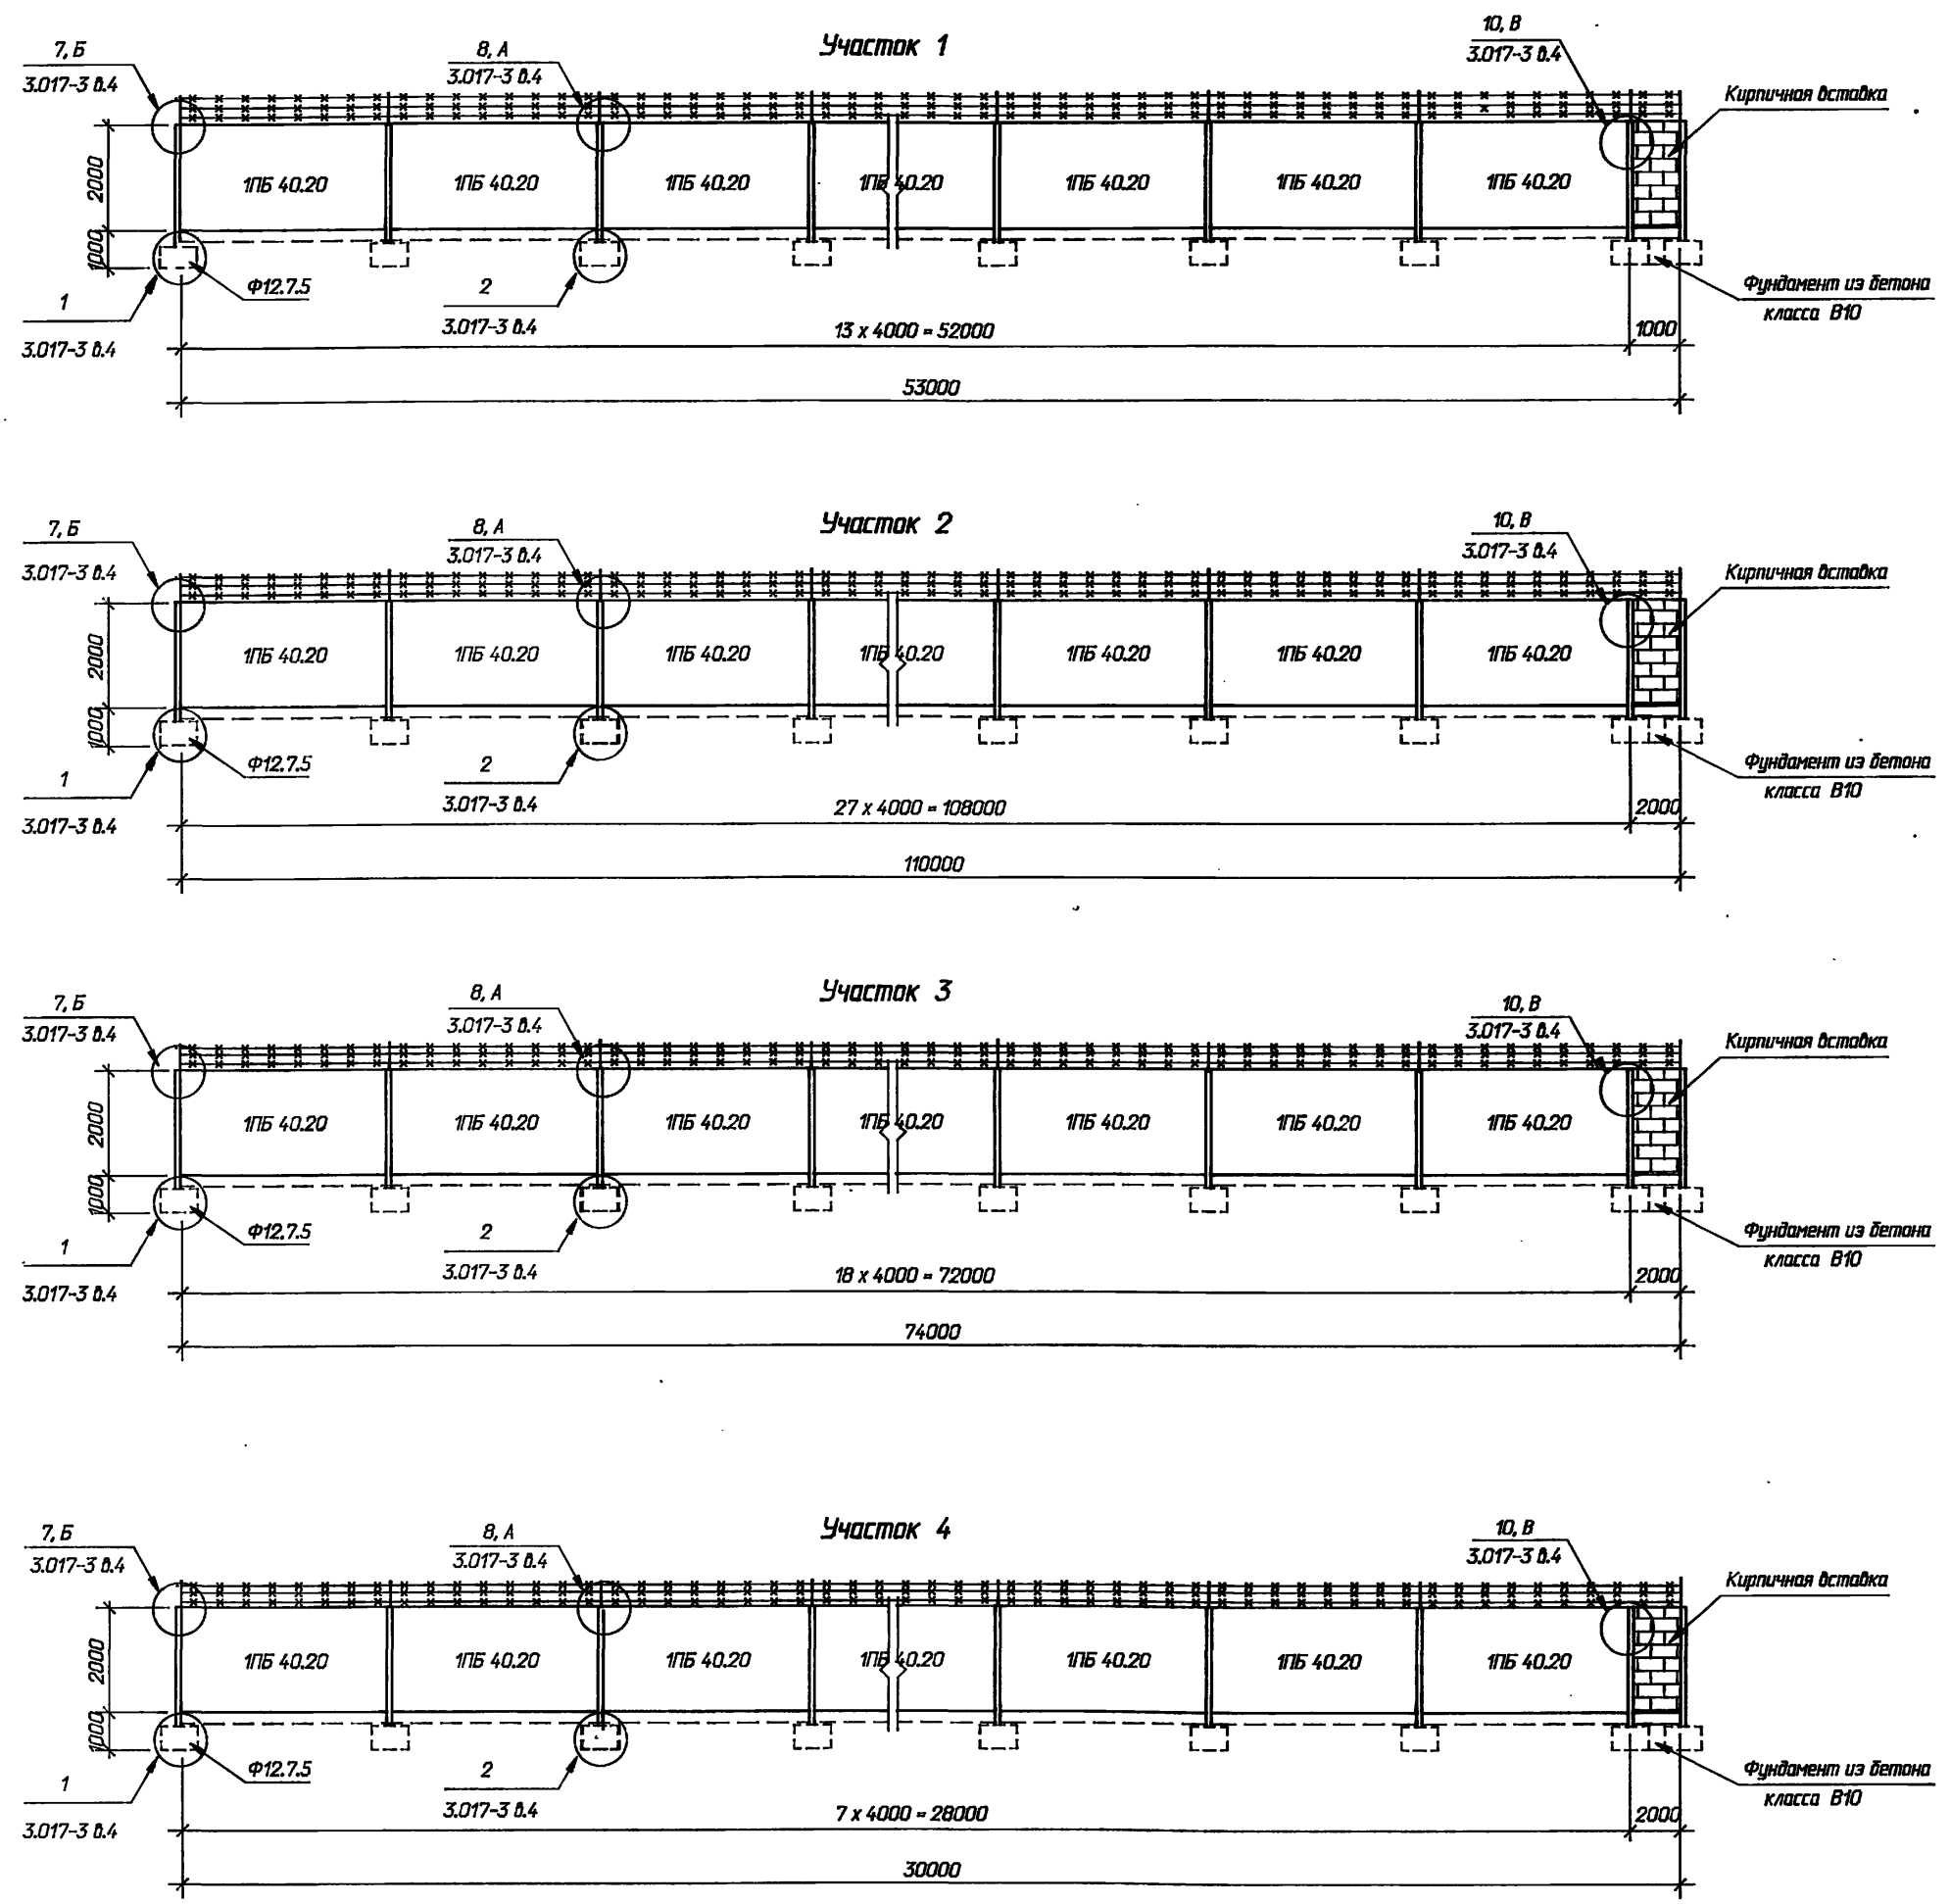 Участок 1
7, Б
3.017-3 в.4
8, А
3.017-3 в.4
10, В
3.017-3 в.4
Кирпичная вставка
2000
1000
1ПБ 40.20
1ПБ 40.20
1ПБ 40.20
1ПБ 40.20
1ПБ 40.20
1ПБ 40.20
1ПБ 40.20
Ф12.7.5
1
3.017-3 в.4
2
3.017-3 в.4
Фундамент из бетона
класса В10
13 х 4000 = 52000
1000
53000
Участок 2
7, Б
3.017-3 в.4
8, А
3.017-3 в.4
10, В
3.017-3 в.4
Кирпичная вставка
2000
1000
1ПБ 40.20
1ПБ 40.20
1ПБ 40.20
1ПБ 40.20
1ПБ 40.20
1ПБ 40.20
1ПБ 40.20
Ф12.7.5
1
3.017-3 в.4
2
3.017-3 в.4
Фундамент из бетона
класса В10
27 х 4000 = 108000
2000
110000
Участок 3
7, Б
3.017-3 в.4
8, А
3.017-3 в.4
10, В
3.017-3 в.4
Кирпичная вставка
2000
1000
1ПБ 40.20
1ПБ 40.20
1ПБ 40.20
1ПБ 40.20
1ПБ 40.20
1ПБ 40.20
1ПБ 40.20
Ф12.7.5
1
3.017-3 в.4
2
3.017-3 в.4
Фундамент из бетона
класса В10
18 х 4000 = 72000
2000
74000
Участок 4
7, Б
3.017-3 в.4
8, А
3.017-3 в.4
10, В
3.017-3 в.4
Кирпичная вставка
2000
1000
1ПБ 40.20
1ПБ 40.20
1ПБ 40.20
1ПБ 40.20
1ПБ 40.20
1ПБ 40.20
1ПБ 40.20
Ф12.7.5
1
3.017-3 в.4
2
3.017-3 в.4
Фундамент из бетона
класса В10
7 х 4000 = 28000
2000
30000